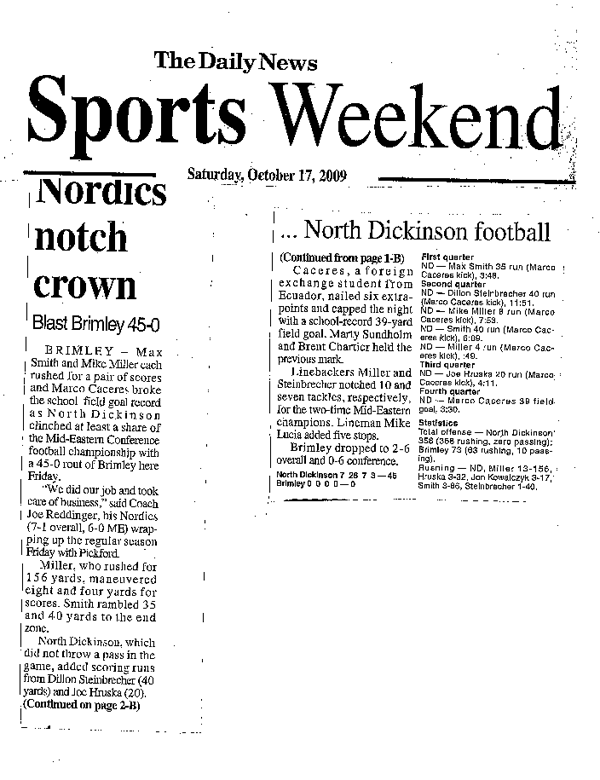 The Daily News
Sports Weekend
Saturday, October 17, 2009
Nordics
notch
crown
Blast Brimley 45-0
BRIMLEY – Max
Smith and Mike Miller each
rushed for a pair of scores
and Marco Caceres broke
the school field goal record
as North Dickinson
clinched at least a share of
the Mid-Eastern Conference
football championship with
a 45-0 rout of Brimley here
Friday.
"We did our job and took
care of business," said Coach
Joe Reddinger, his Nordics
(7-1 overall, 6-0 ME) wrap-
ping up the regular season
Friday with Pickford.
Miller, who rushed for
156 yards, maneuvered
eight and four yards for
scores. Smith rambled 35
and 40 yards to the end
zone.
North Dickinson, which
did not throw a pass in the
game, added scoring runs
from Dillon Steinbrecher (40
yards) and Joe Hruska (20).
(Continued on page 2-B)
... North Dickinson football
(Continued from page 1-B)
Caceres, a foreign
exchange student from
Ecuador, nailed six extra-
points and capped the night
with a school-record 39-yard
field goal. Marty Sundholm
and Brent Chartier held the
previous mark.
Linebackers Miller and
Steinbrecher notched 10 and
seven tackles, respectively,
for the two-time Mid-Eastern
champions. Lineman Mike
Lucia added five stops.
Brimley dropped to 2-6
overall and 0-6 conference.
North Dickinson 7 28 7 3—45
Brimley 0 0 0 0—0
First quarter
ND — Max Smith 35 run (Marco
Caceres kick), 3:48.
Second quarter
ND — Dillon Steinbrecher 40 run
(Marco Caceres kick), 11:51.
ND — Mike Miller 8 run (Marco
Caceres kick), 7:53.
ND — Smith 40 run (Marco Cac-
eres kick), 6:09.
ND — Miller 4 run (Marco Cac-
eres kick), :49.
Third quarter
ND — Joe Hruska 20 run (Marco
Caceres kick), 4:11.
Fourth quarter
ND — Marco Caceres 39 field
goal, 3:30.
Statistics
Total offense — North Dickinson
358 (358 rushing, zero passing);
Brimley 73 (63 rushing, 10 pass-
ing).
Rushing — ND, Miller 13-156,
Hruska 3-32, Jon Kowalczyk 3-17,
Smith 3-86, Steinbracher 1-40.